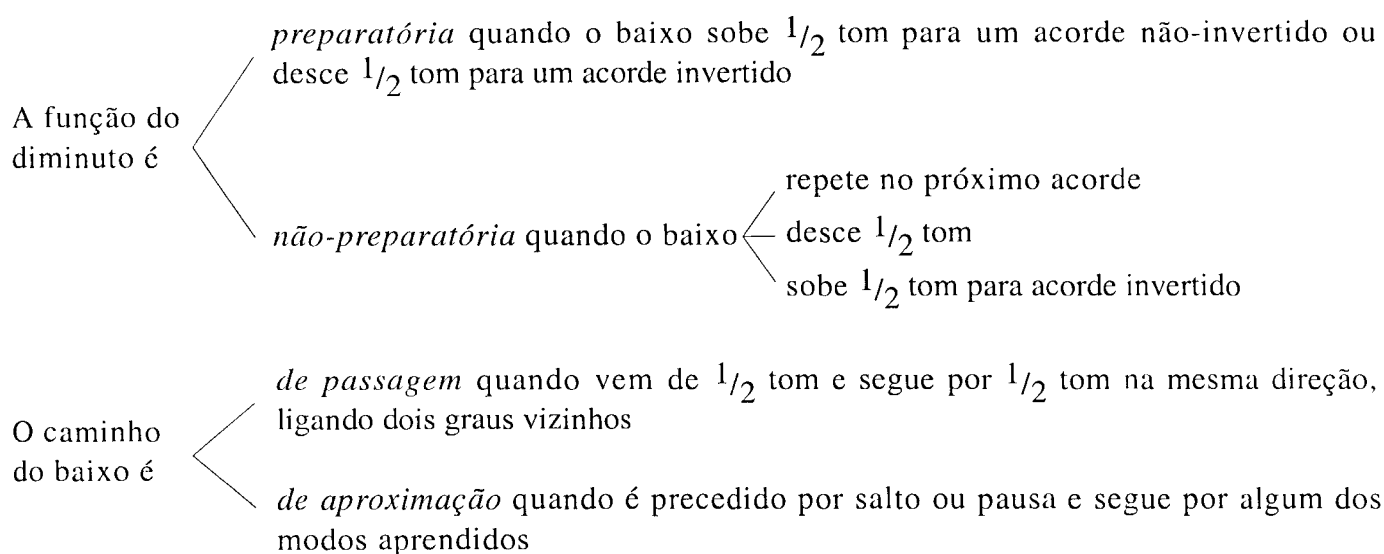 preparatória quando o baixo sobe 1/2 tom para um acorde não-invertido ou
desce 1/2 tom para um acorde invertido
A função do
diminuto é
repete no próximo acorde
não-preparatória quando o baixo
desce 1/2 tom
sobe 1/2 tom para acorde invertido
de passagem quando vem de 1/2 tom e segue por 1/2 tom na mesma direção,
ligando dois graus vizinhos
O caminho
do baixo é
de aproximação quando é precedido por salto ou pausa e segue por algum dos
modos aprendidos